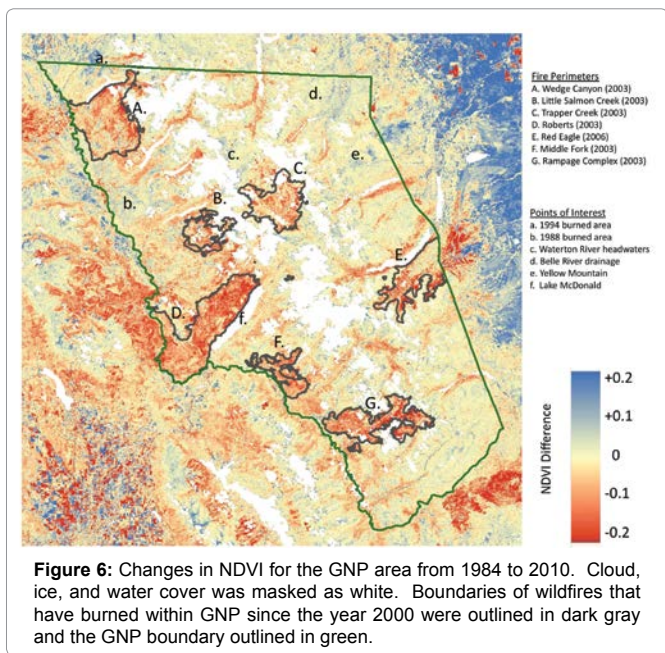 a.
A.
d.
c.
e.
C.
b.
B.
E.
D.
f.
F.
G.
Fire Perimeters
A. Wedge Canyon (2003)
B. Little Salmon Creek (2003)
C. Trapper Creek (2003)
D. Roberts (2003)
E. Red Eagle (2006)
F. Middle Fork (2003)
G. Rampage Complex (2003)
Points of Interest
a. 1994 burned area
b. 1988 burned area
c. Waterton River headwaters
d. Belle River drainage
e. Yellow Mountain
f. Lake McDonald
NDVI Difference
+0.2
+0.1
0
-0.1
-0.2
Figure 6: Changes in NDVI for the GNP area from 1984 to 2010. Cloud,
ice, and water cover was masked as white. Boundaries of wildfires that
have burned within GNP since the year 2000 were outlined in dark gray
and the GNP boundary outlined in green.